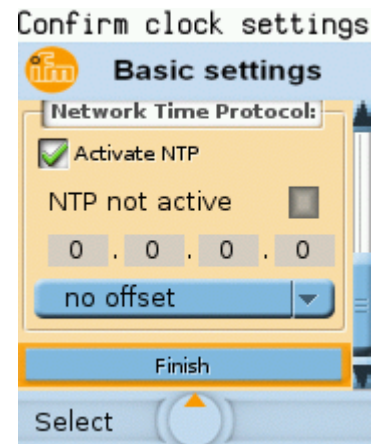 Confirm clock settings
ifm
Basic settings
Network Time Protocol:
Activate NTP
NTP not active
0 . 0 . 0 . 0
no offset
Finish
Select